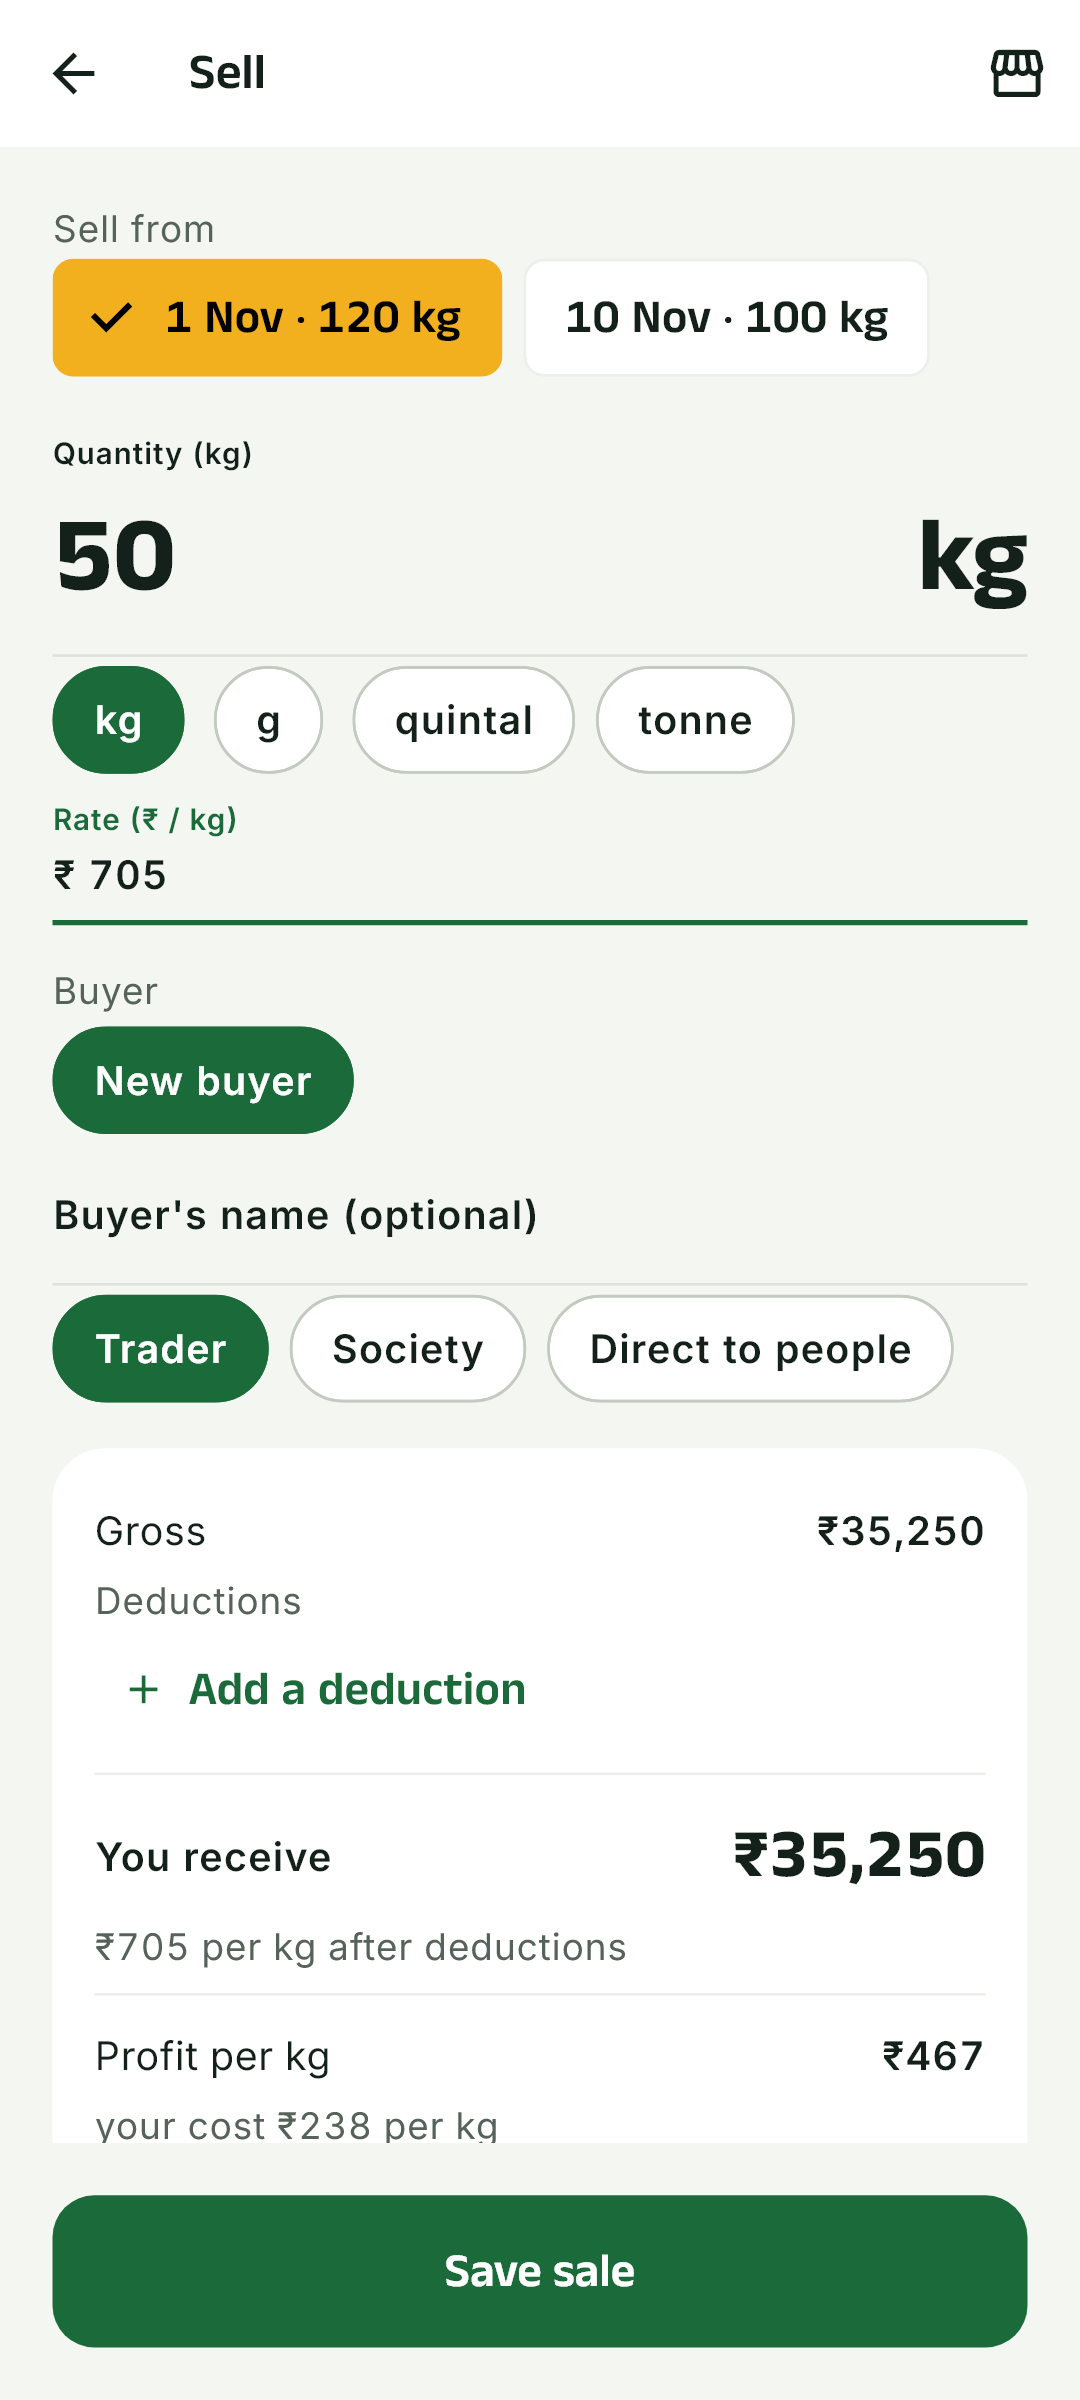 Sell
Sell from
1 Nov · 120 kg
10 Nov · 100 kg
Quantity (kg)
50 kg
kg
g
quintal
tonne
Rate (₹ / kg)
₹ 705
Buyer
New buyer
Buyer's name (optional)
Trader
Society
Direct to people
Gross ₹35,250
Deductions
+ Add a deduction
You receive ₹35,250
₹705 per kg after deductions
Profit per kg ₹467
your cost ₹238 per kg
Save sale